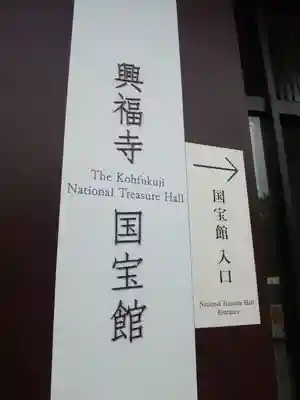 興福寺
The Kohfukuji
National Treasure Hall
国宝館
国宝館 入口
National Treasure Hall
Entrance